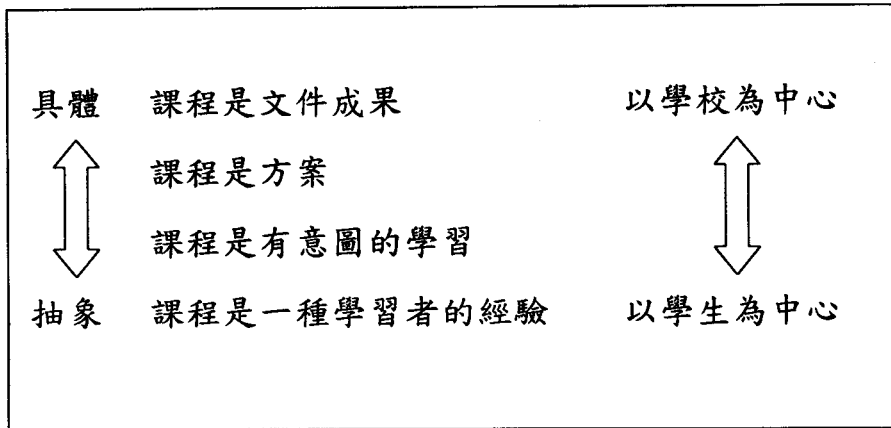 具體 課程是文件成果 以學校為中心
課程是方案
課程是有意圖的學習
抽象 課程是一種學習者的經驗 以學生為中心